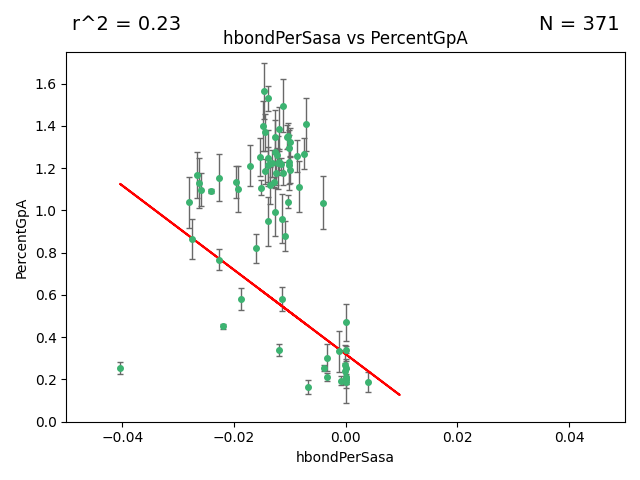 r^2 = 0.23
N = 371
hbondPerSasa vs PercentGpA
PercentGpA
1.6
1.4
1.2
1.0
0.8
0.6
0.4
0.2
0.0
−0.04
−0.02
0.00
0.02
0.04
hbondPerSasa